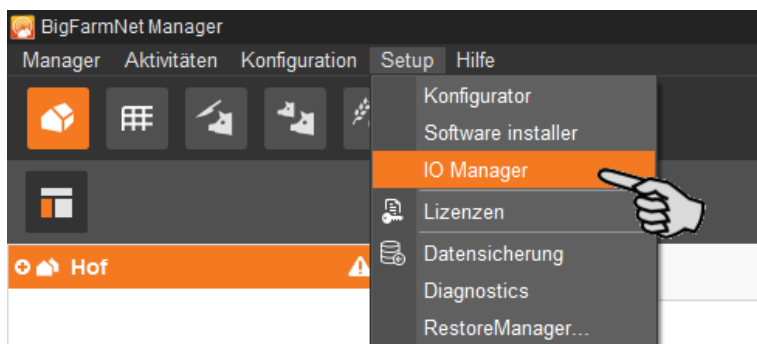 BigFarmNet Manager
Manager Aktivitäten Konfiguration Setup Hilfe
Konfigurator
Software installer
IO Manager
Lizenzen
Hof
Datensicherung
Diagnostics
RestoreManager...